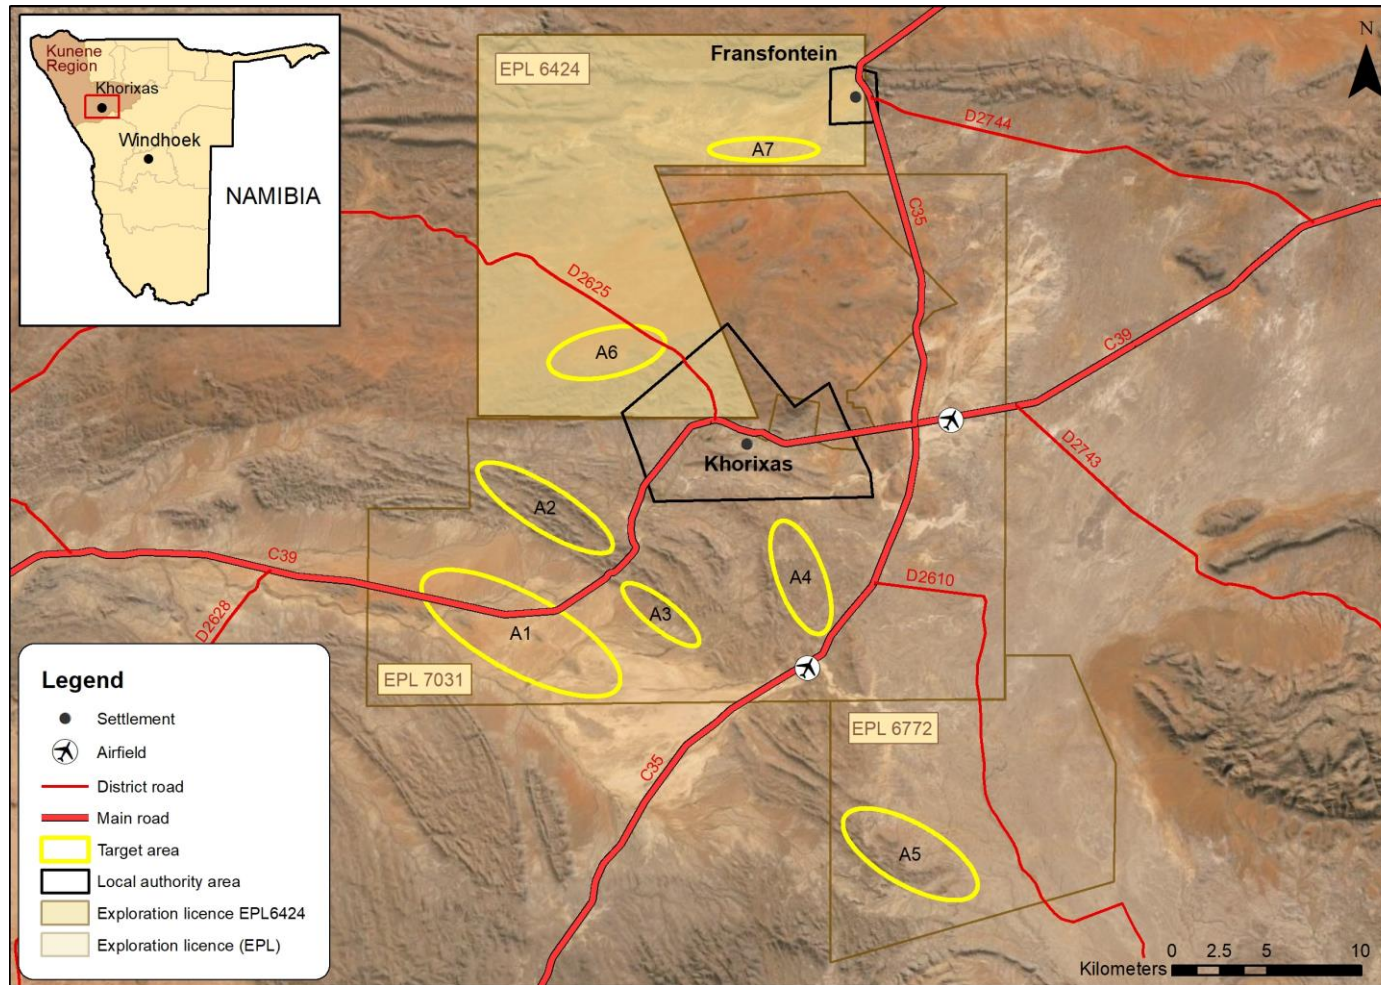 Kunene
Region
Khorixas
Windhoek
NAMIBIA
EPL 6424
Fransfontein
N
A7
D2744
C35
D2625
A6
C39
Khorixas
D2743
A2
A4
D2610
C39
D2628
A3
A1
EPL 7031
EPL 6772
C35
A5
Legend
Settlement
Airfield
District road
Main road
Target area
Local authority area
Exploration licence EPL6424
Exploration licence (EPL)
0 2.5 5 10
Kilometers